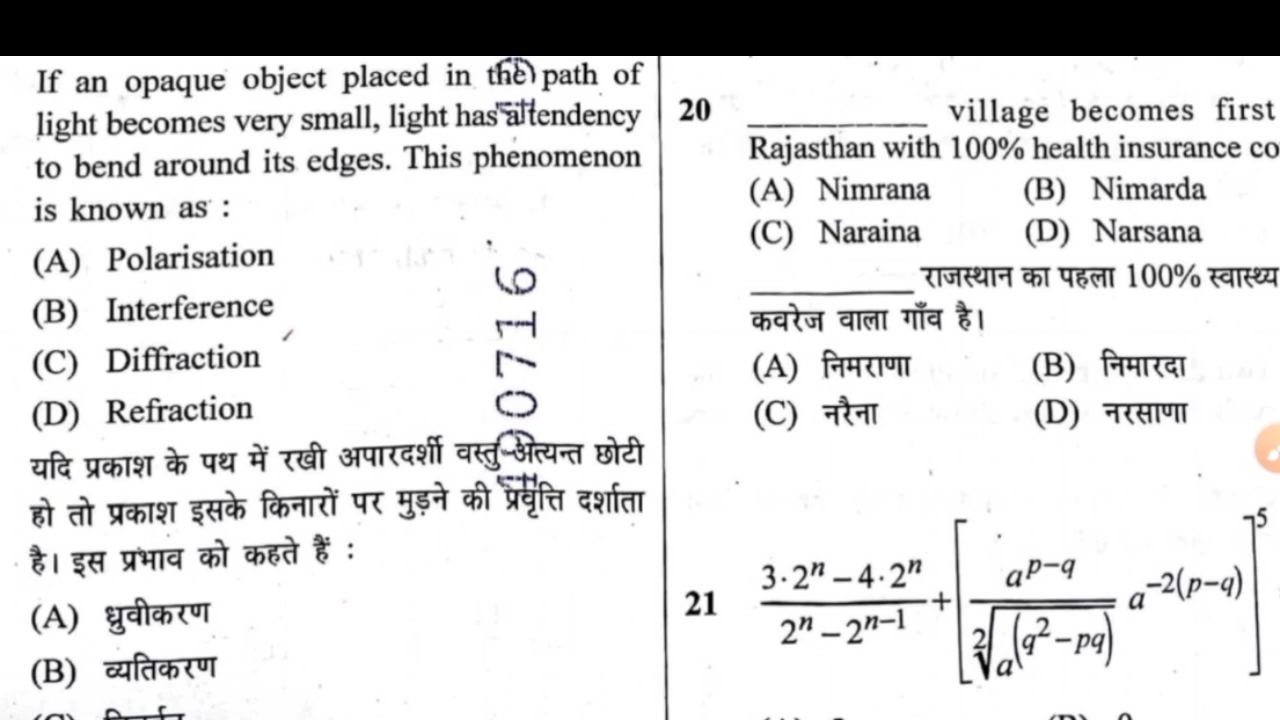 If an opaque object placed in the path of
light becomes very small, light has a tendency
to bend around its edges. This phenomenon
is known as :
(A) Polarisation
(B) Interference
(C) Diffraction
(D) Refraction
यदि प्रकाश के पथ में रखी अपारदर्शी वस्तु अत्यन्त छोटी
हो तो प्रकाश इसके किनारों पर मुड़ने की प्रवृत्ति दर्शाता
है। इस प्रभाव को कहते हैं :
(A) ध्रुवीकरण
(B) व्यतिकरण
20 __________ village becomes first
Rajasthan with 100% health insurance co
(A) Nimrana (B) Nimarda
(C) Naraina (D) Narsana
__________ राजस्थान का पहला 100% स्वास्थ्य
कवरेज वाला गाँव है।
(A) निमराणा (B) निमारदा
(C) नरैना (D) नरसाणा
21 3·2ⁿ – 4·2ⁿ / 2ⁿ – 2ⁿ⁻¹ + [ a^(p–q) / ²√a^(q²–pq) a^–2(p–q) ]^5